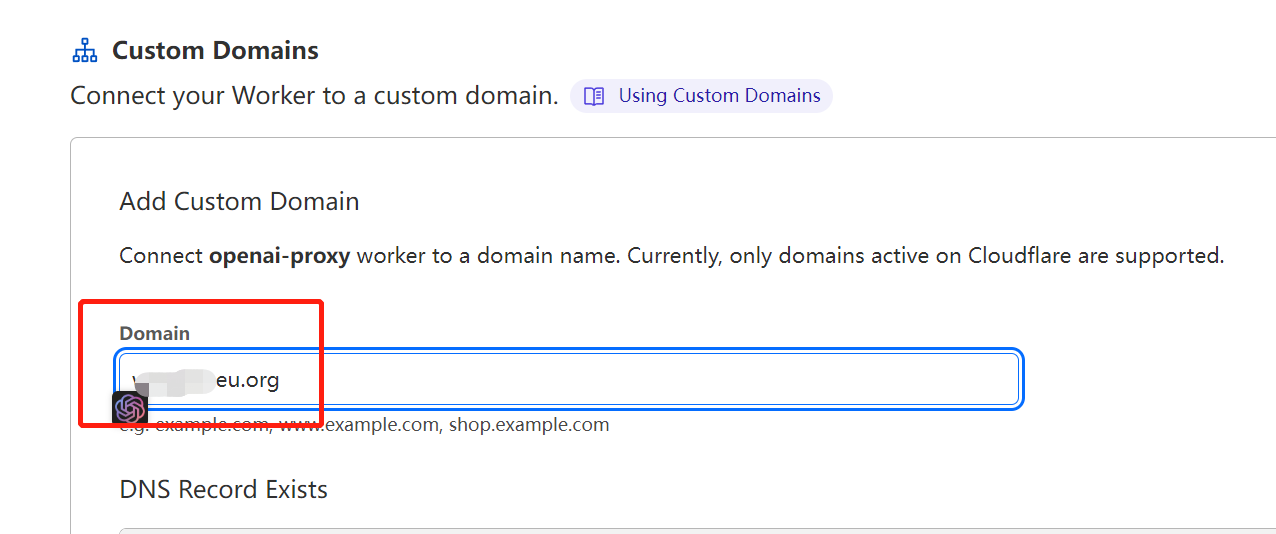 Custom Domains
Connect your Worker to a custom domain. Using Custom Domains
Add Custom Domain
Connect openai-proxy worker to a domain name. Currently, only domains active on Cloudflare are supported.
Domain
eu.org
e.g. example.com, www.example.com, shop.example.com
DNS Record Exists